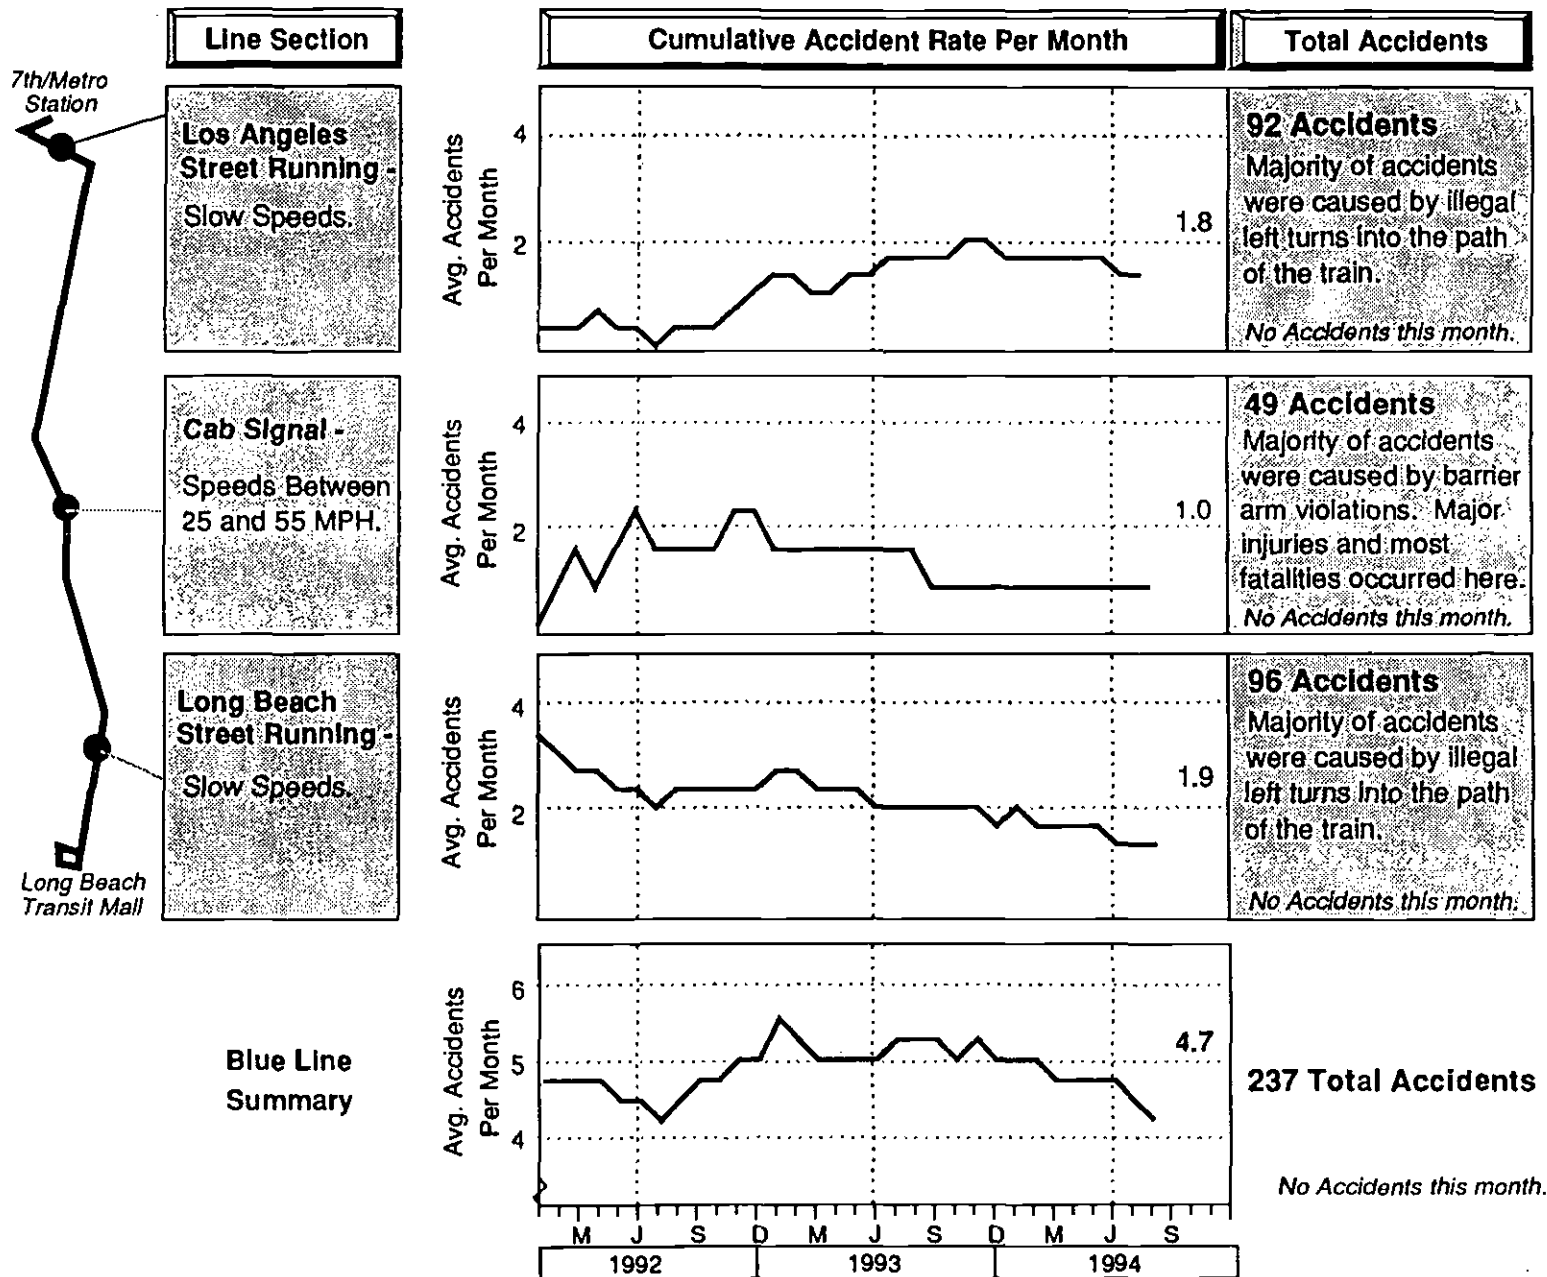 Line Section
Cumulative Accident Rate Per Month
Total Accidents
7th/Metro
Station
Los Angeles
Street Running -
Slow Speeds.
Avg. Accidents
Per Month
4
2
1.8
92 Accidents
Majority of accidents
were caused by illegal
left turns into the path
of the train.
No Accidents this month.
Cab Signal -
Speeds Between
25 and 55 MPH.
Avg. Accidents
Per Month
4
2
1.0
49 Accidents
Majority of accidents
were caused by barrier
arm violations. Major
injuries and most
fatalities occurred here.
No Accidents this month.
Long Beach
Street Running -
Slow Speeds.
Long Beach
Transit Mall
Avg. Accidents
Per Month
4
2
1.9
96 Accidents
Majority of accidents
were caused by illegal
left turns into the path
of the train.
No Accidents this month.
Blue Line
Summary
Avg. Accidents
Per Month
6
5
4
4.7
237 Total Accidents
No Accidents this month.
M J S D M J S D M J S
1992 1993 1994